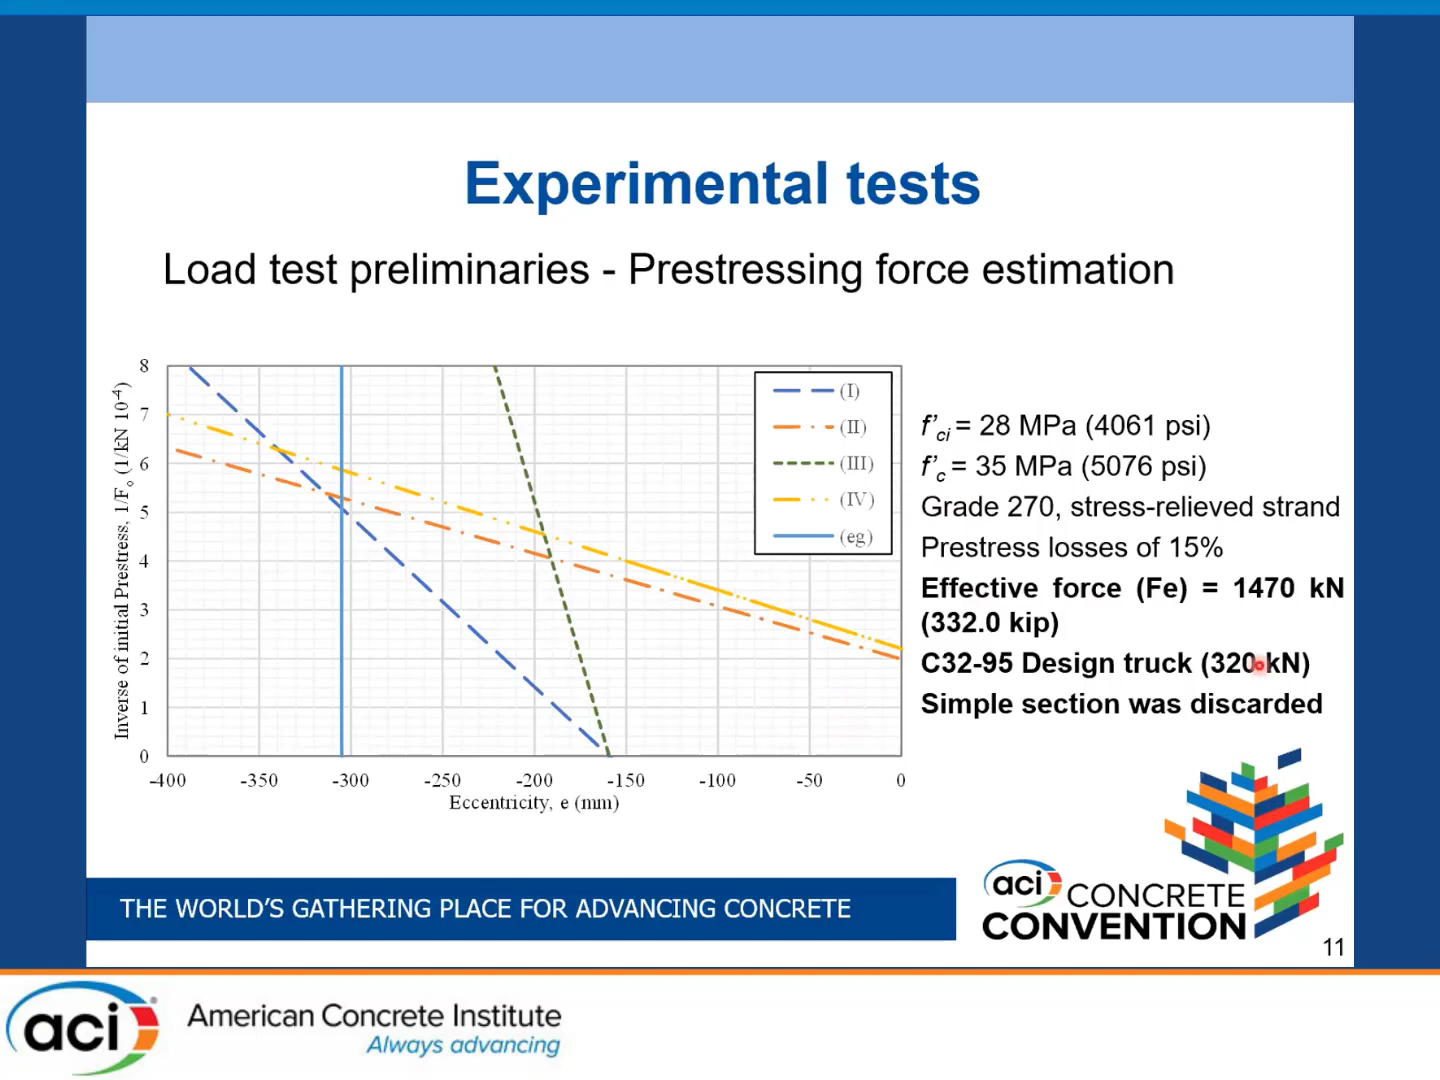 Experimental tests
Load test preliminaries - Prestressing force estimation
Inverse of initial Prestress, 1/Fₒ (1/kN 10⁻⁴)
8
7
6
5
4
3
2
1
0
-400 -350 -300 -250 -200 -150 -100 -50 0
Eccentricity, e (mm)
(I)
(II)
(III)
(IV)
(eg)
f'ci = 28 MPa (4061 psi)
f'c = 35 MPa (5076 psi)
Grade 270, stress-relieved strand
Prestress losses of 15%
Effective force (Fe) = 1470 kN
(332.0 kip)
C32-95 Design truck (320 kN)
Simple section was discarded
THE WORLD'S GATHERING PLACE FOR ADVANCING CONCRETE
aci CONCRETE
CONVENTION
11
aci
American Concrete Institute
Always advancing